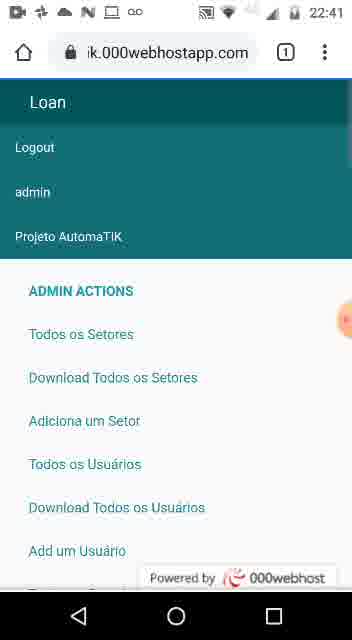 22:41
ik.000webhostapp.com
1
Loan
Logout
admin
Projeto AutomaTIK
ADMIN ACTIONS
Todos os Setores
Download Todos os Setores
Adiciona um Setor
Todos os Usuários
Download Todos os Usuários
Add um Usuário
Powered by 000webhost